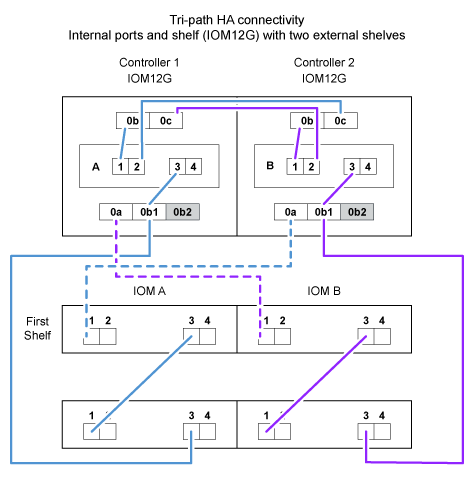 Tri-path HA connectivity
Internal ports and shelf (IOM12G) with two external shelves
Controller 1 Controller 2
IOM12G IOM12G
0b 0c 0b 0c
A 1 2 3 4 B 1 2 3 4
0a 0b1 0b2 0a 0b1 0b2
IOM A IOM B
First
Shelf
1 2 3 4 1 2 3 4
1 3 4 1 3 4